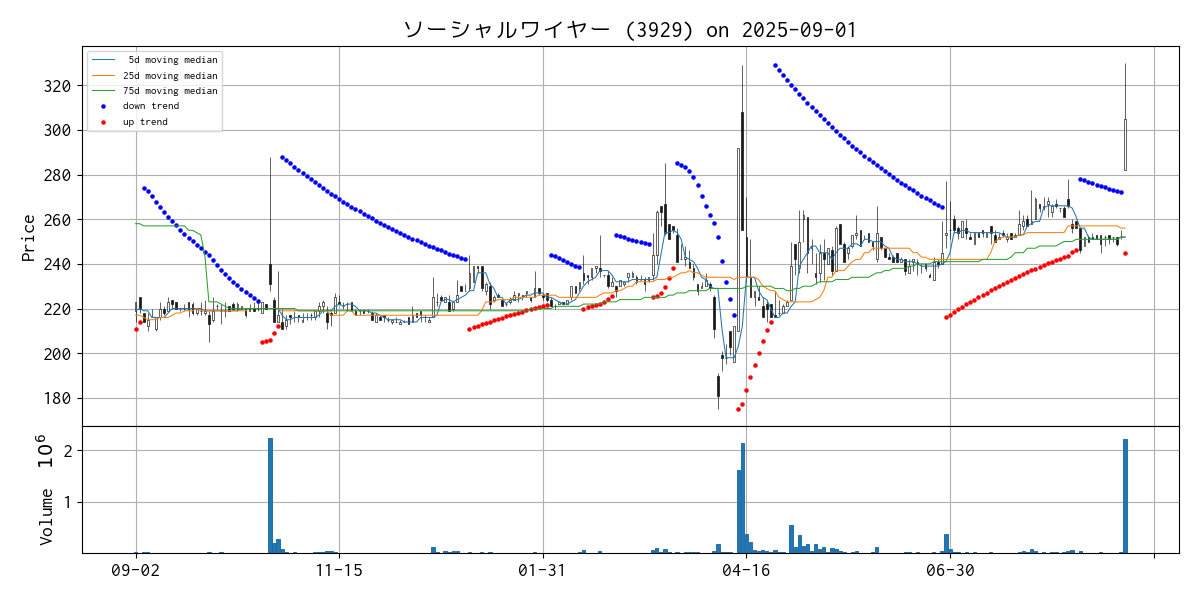 ソーシャルワイヤー (3929) on 2025-09-01
5d moving median
25d moving median
75d moving median
down trend
up trend
Price
320
300
280
260
240
220
200
180
Volume 10^6
2
1
09-02
11-15
01-31
04-16
06-30